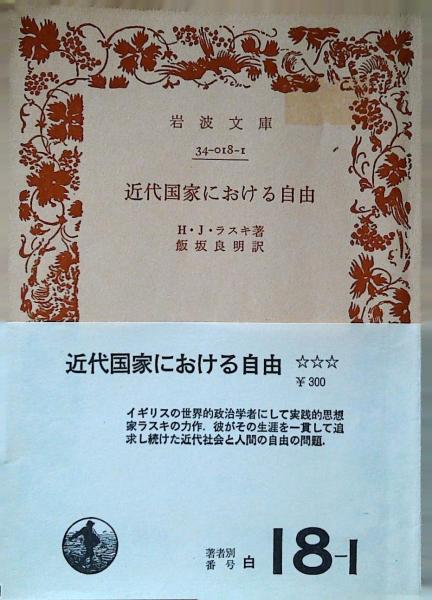 岩波文庫
34-018-1
近代国家における自由
H・J・ラスキ著
飯坂良明訳
近代国家における自由 ☆☆☆
¥300
イギリスの世界的政治学者にして実践的思想
家ラスキの力作．彼がその生涯を一貫して追
求し続けた近代社会と人間の自由の問題．
著者別
番号 白 18-1